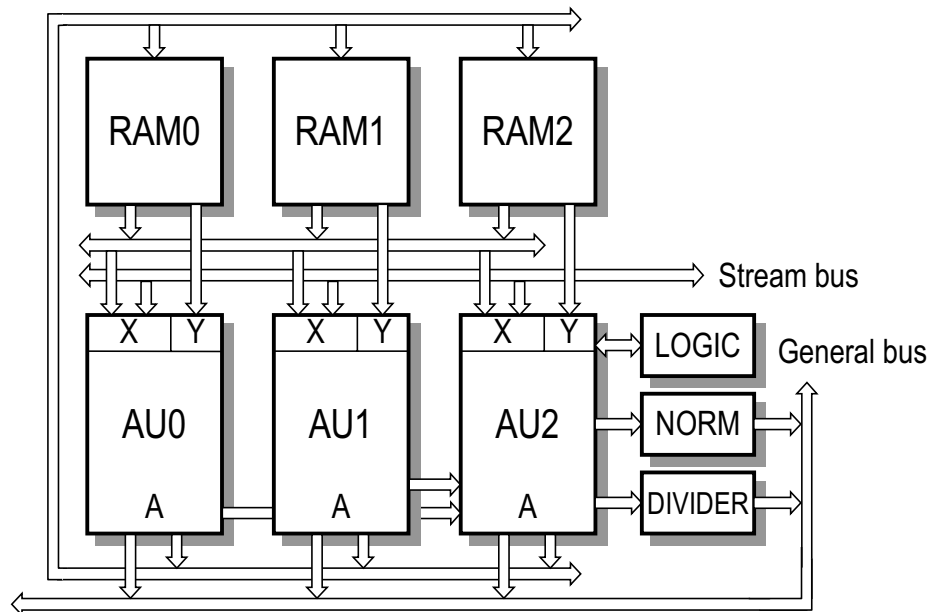 RAM0
RAM1
RAM2
Stream bus
X Y
X Y
X Y
LOGIC
General bus
AU0
AU1
AU2
NORM
A
A
A
DIVIDER